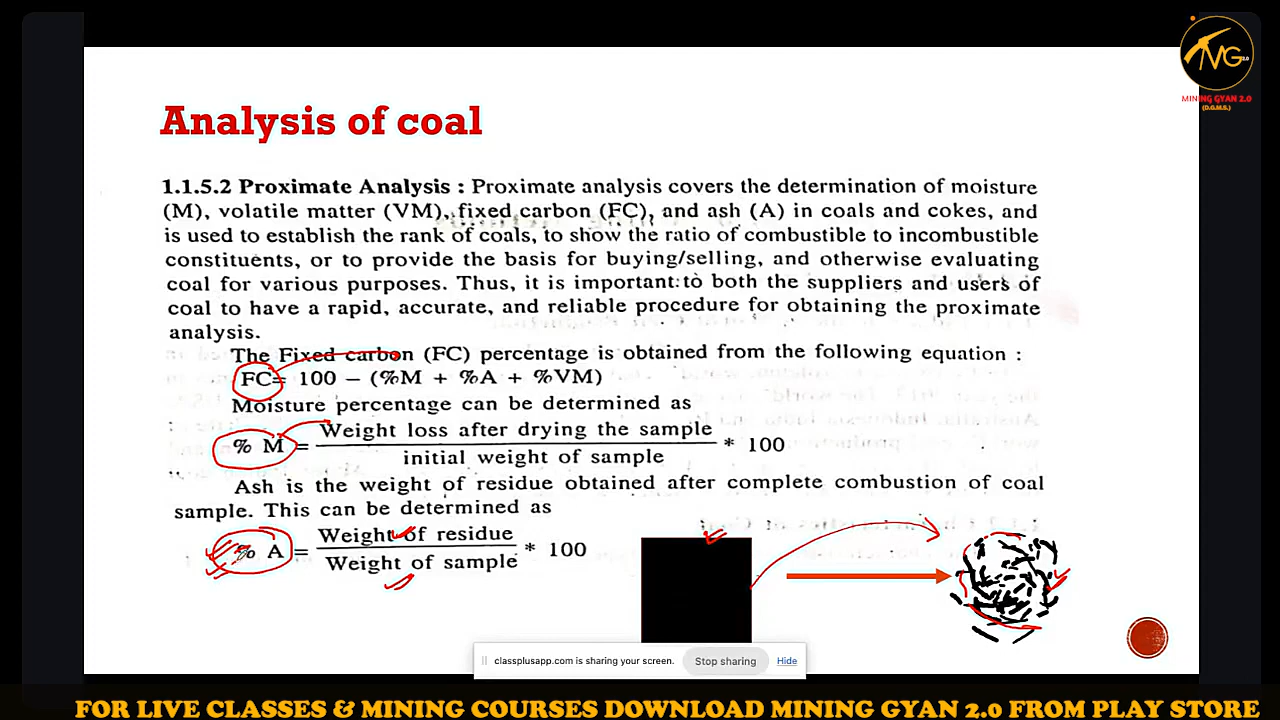 MVG 2.0
MINING GYAN 2.0
(D.G.M.S.)
Analysis of coal
1.1.5.2 Proximate Analysis : Proximate analysis covers the determination of moisture
(M), volatile matter (VM), fixed carbon (FC), and ash (A) in coals and cokes, and
is used to establish the rank of coals, to show the ratio of combustible to incombustible
constituents, or to provide the basis for buying/selling, and otherwise evaluating
coal for various purposes. Thus, it is important to both the suppliers and users of
coal to have a rapid, accurate, and reliable procedure for obtaining the proximate
analysis.
The Fixed carbon (FC) percentage is obtained from the following equation :
FC= 100 – (%M + %A + %VM)
Moisture percentage can be determined as
% M = Weight loss after drying the sample / initial weight of sample * 100
Ash is the weight of residue obtained after complete combustion of coal
sample. This can be determined as
% A = Weight of residue / Weight of sample * 100
classplusapp.com is sharing your screen. Stop sharing Hide
FOR LIVE CLASSES & MINING COURSES DOWNLOAD MINING GYAN 2.0 FROM PLAY STORE